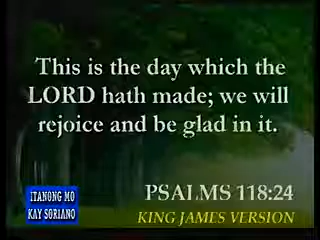 This is the day which the
LORD hath made; we will
rejoice and be glad in it.
PSALMS 118:24
KING JAMES VERSION
ITANONG MO
KAY SORIANO